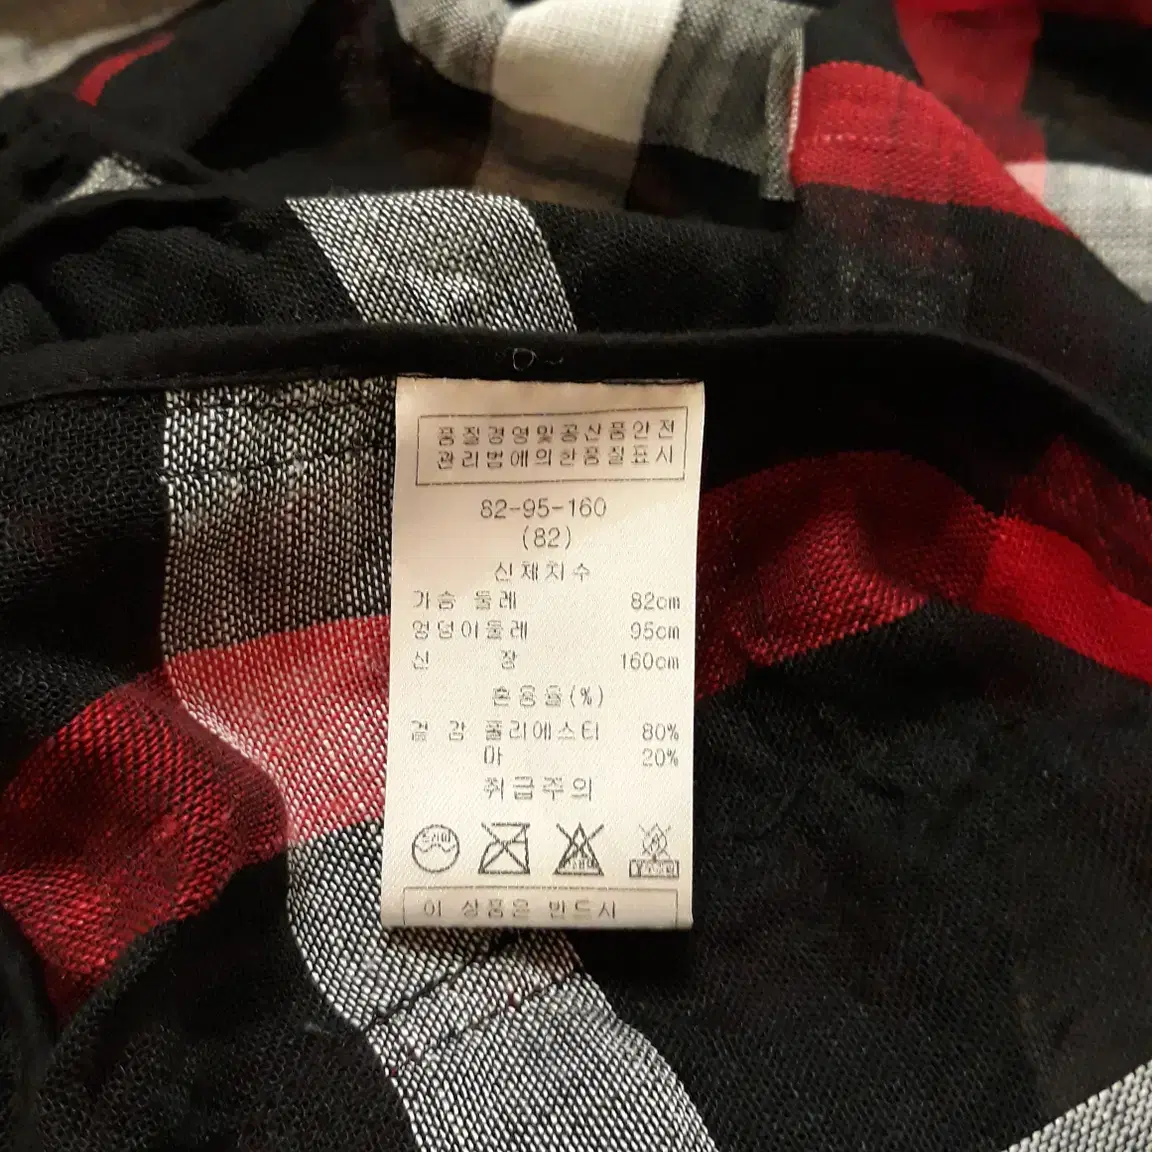 품질경영및공산품안전
관리법에의한품질표시
82-95-160
(82)
신체치수
가슴 둘레 82cm
엉덩이둘레 95cm
신 장 160cm
혼용율(%)
겉 감 폴리에스터 80%
마 20%
취급주의
드라이
이 상품은 반드시